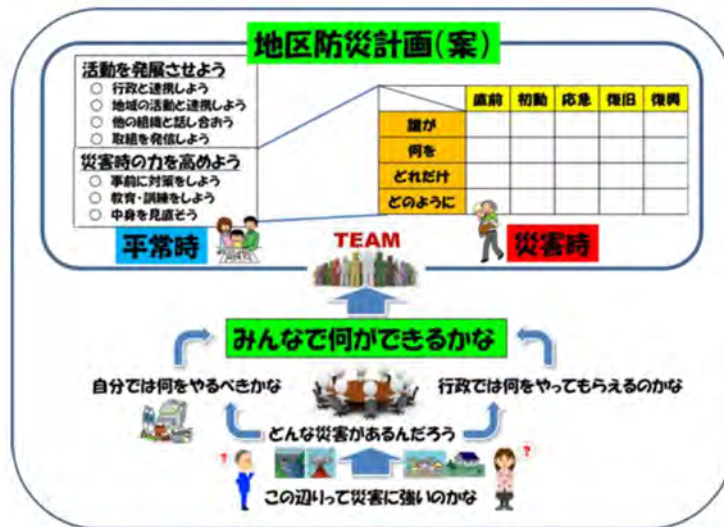 地区防災計画(案)
活動を発展させよう
○ 行政と連携しよう
○ 地域の活動と連携しよう
○ 他の組織と話し合おう
○ 取組を発信しよう
災害時の力を高めよう
○ 事前に対策をしよう
○ 教育・訓練をしよう
○ 中身を見直そう
平常時
直前 初動 応急 復旧 復興
誰が
何を
どれだけ
どのように
災害時
TEAM
みんなで何ができるかな
自分では何をやるべきかな
行政では何をやってもらえるのかな
どんな災害があるんだろう
? ?
この辺りって災害に強いのかな